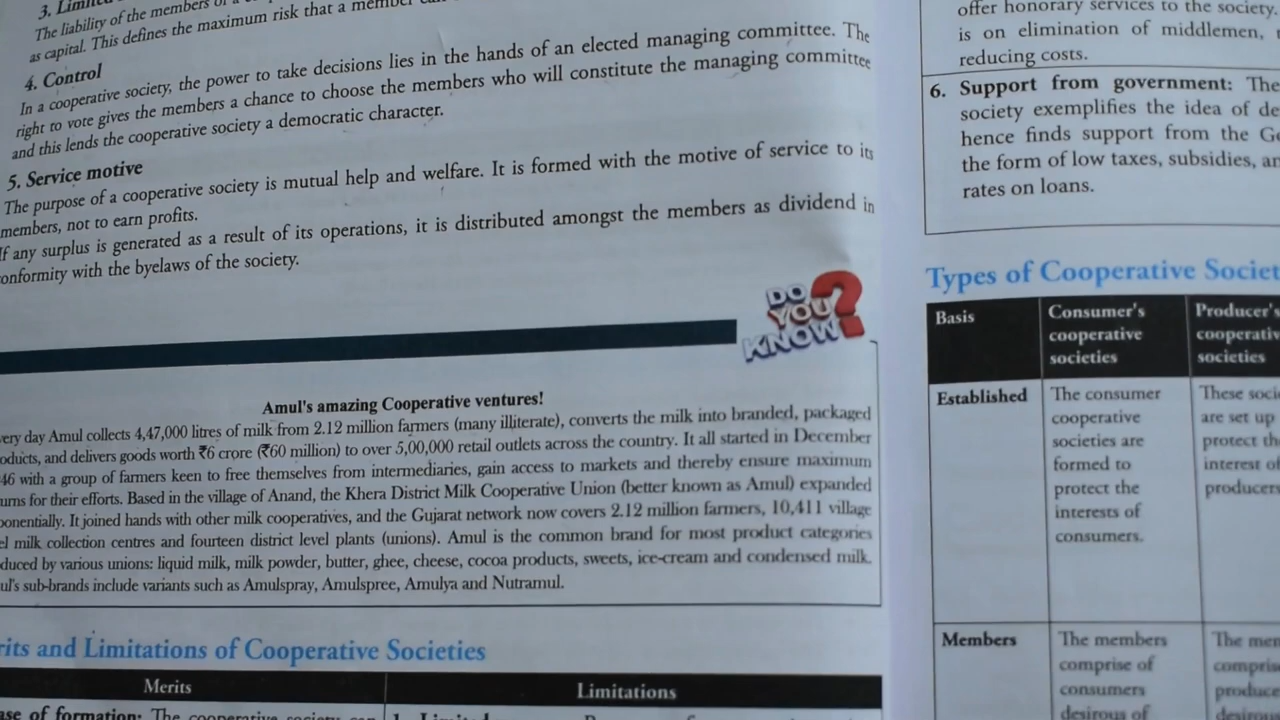 3. Limited
The liability of the members of a
as capital. This defines the maximum risk that a member
4. Control
In a cooperative society, the power to take decisions lies in the hands of an elected managing committee. The
right to vote gives the members a chance to choose the members who will constitute the managing committee
and this lends the cooperative society a democratic character.
5. Service motive
The purpose of a cooperative society is mutual help and welfare. It is formed with the motive of service to its
members, not to earn profits.
If any surplus is generated as a result of its operations, it is distributed amongst the members as dividend in
onformity with the byelaws of the society.
DO
YOU
KNOW
?
Amul's amazing Cooperative ventures!
very day Amul collects 4,47,000 litres of milk from 2.12 million farmers (many illiterate), converts the milk into branded, packaged
oducts, and delivers goods worth ₹6 crore (₹60 million) to over 5,00,000 retail outlets across the country. It all started in December
46 with a group of farmers keen to free themselves from intermediaries, gain access to markets and thereby ensure maximum
urns for their efforts. Based in the village of Anand, the Khera District Milk Cooperative Union (better known as Amul) expanded
ponentially. It joined hands with other milk cooperatives, and the Gujarat network now covers 2.12 million farmers, 10,411 village
el milk collection centres and fourteen district level plants (unions). Amul is the common brand for most product categories
duced by various unions: liquid milk, milk powder, butter, ghee, cheese, cocoa products, sweets, ice-cream and condensed milk.
ul's sub-brands include variants such as Amulspray, Amulspree, Amulya and Nutramul.
rits and Limitations of Cooperative Societies
Merits
Limitations
ase of formation: The cooperative society can
1. Limited
offer honorary services to the society.
is on elimination of middlemen,
reducing costs.
6. Support from government: The
society exemplifies the idea of de
hence finds support from the Go
the form of low taxes, subsidies, an
rates on loans.
Types of Cooperative Societ
Basis
Consumer's
cooperative
societies
Producer's
cooperativ
societies
Established
The consumer
cooperative
societies are
formed to
protect the
interests of
consumers.
These soci
are set up
protect th
interest of
producers
Members
The members
comprise of
consumers
desirous of
The mem
comprise
produce
desirous